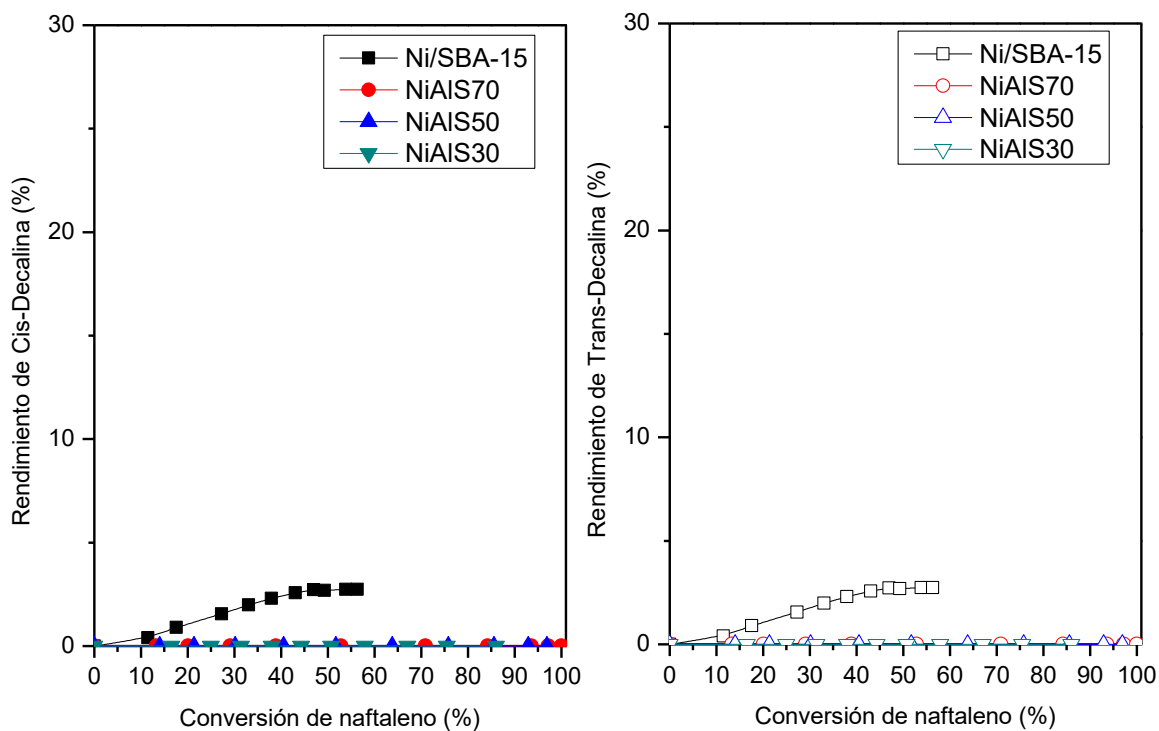 Rendimiento de Cis-Decalina (%)
30
20
10
0
Ni/SBA-15
NiAlS70
NiAlS50
NiAlS30
0 10 20 30 40 50 60 70 80 90 100
Conversión de naftaleno (%)
Rendimiento de Trans-Decalina (%)
30
20
10
0
Ni/SBA-15
NiAlS70
NiAlS50
NiAlS30
0 10 20 30 40 50 60 70 80 90 100
Conversión de naftaleno (%)